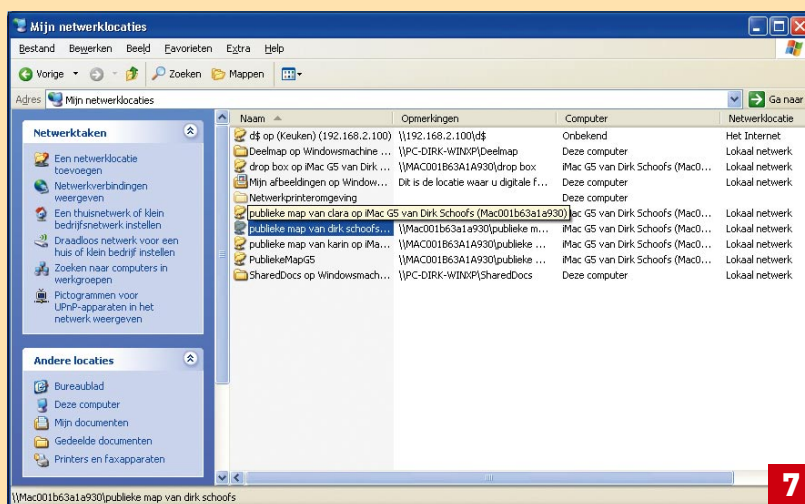 Mijn netwerklocaties
Bestand Bewerken Beeld Favorieten Extra Help
Vorige Zoeken Mappen
Adres Mijn netwerklocaties Ga naar
Netwerktaken
Een netwerklocatie
toevoegen
Netwerkverbindingen
weergeven
Een thuisnetwerk of klein
bedrijfsnetwerk instellen
Draadloos netwerk voor een
huis of klein bedrijf instellen
Zoeken naar computers in
werkgroepen
Pictogrammen voor
UPnP-apparaten in het
netwerk weergeven
Andere locaties
Bureaublad
Deze computer
Mijn documenten
Gedeelde documenten
Printers en faxapparaten
Naam Opmerkingen Computer Netwerklocatie
d$ op (Keuken) (192.168.2.100) \\192.168.2.100\d$ Onbekend Het Internet
Deelmap op Windowsmachine ... \\PC-DIRK-WINXP\Deelmap Deze computer Lokaal netwerk
drop box op iMac G5 van Dirk ... \\MAC001B63A1A930\drop box iMac G5 van Dirk Schoofs (Mac0... Lokaal netwerk
Mijn afbeeldingen op Window... Dit is de locatie waar u digitale f... Deze computer Lokaal netwerk
Netwerkprinteromgeving Deze computer
publieke map van clara op iMac G5 van Dirk Schoofs (Mac001b63a1a930) ac G5 van Dirk Schoofs (Mac0... Lokaal netwerk
publieke map van dirk schoofs... \\Mac001b63a1a930\publieke m... iMac G5 van Dirk Schoofs (Mac0... Lokaal netwerk
publieke map van karin op iMa... \\MAC001B63A1A930\publieke ... iMac G5 van Dirk Schoofs (Mac0... Lokaal netwerk
PubliekeMapG5 \\MAC001B63A1A930\publieke ... iMac G5 van Dirk Schoofs (Mac0... Lokaal netwerk
SharedDocs op Windowsmach... \\PC-DIRK-WINXP\SharedDocs Deze computer Lokaal netwerk
\\Mac001b63a1a930\publieke map van dirk schoofs
7